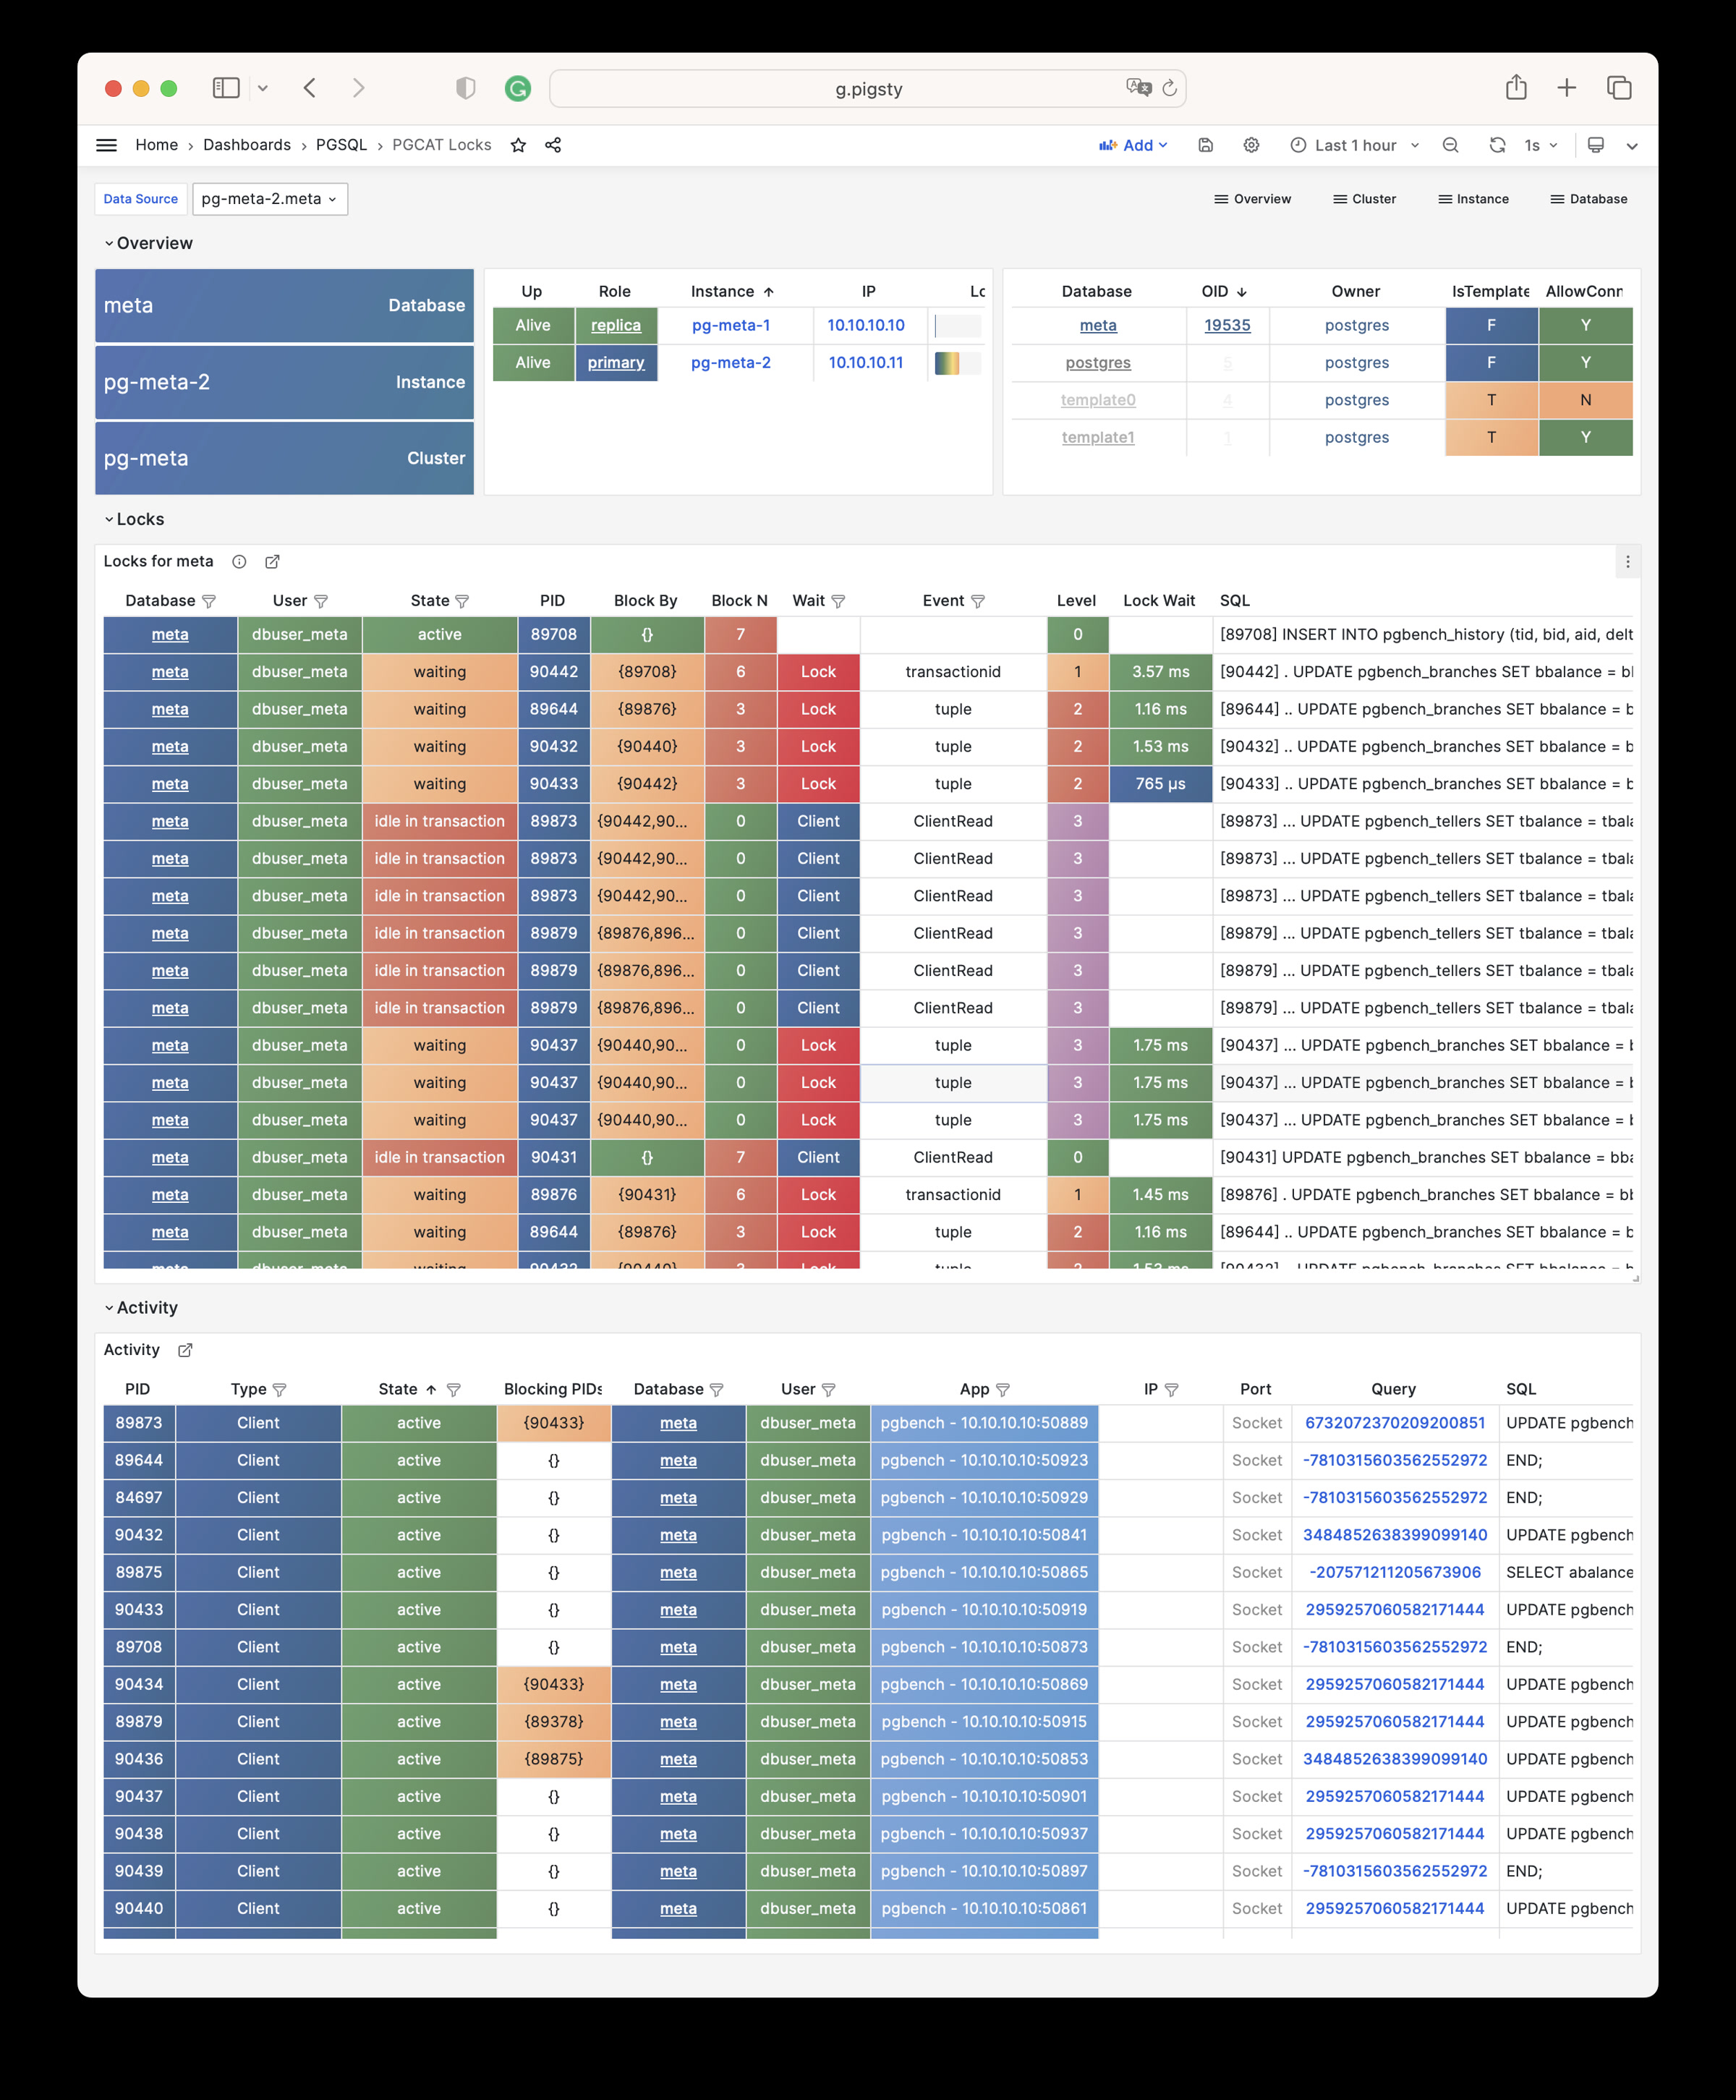 g.pigsty
Home › Dashboards › PGSQL › PGCAT Locks Add Last 1 hour 1s
Data Source pg-meta-2.meta Overview Cluster Instance Database
Overview
meta Database
pg-meta-2 Instance
pg-meta Cluster
Up Role Instance IP Lc
Alive replica pg-meta-1 10.10.10.10
Alive primary pg-meta-2 10.10.10.11
Database OID Owner IsTemplate AllowConr
meta 19535 postgres F Y
postgres 5 postgres F Y
template0 4 postgres T N
template1 1 postgres T Y
Locks
Locks for meta
Database User State PID Block By Block N Wait Event Level Lock Wait SQL
meta dbuser_meta active 89708 {} 7 0 [89708] INSERT INTO pgbench_history (tid, bid, aid, delt
meta dbuser_meta waiting 90442 {89708} 6 Lock transactionid 1 3.57 ms [90442] . UPDATE pgbench_branches SET bbalance = bl
meta dbuser_meta waiting 89644 {89876} 3 Lock tuple 2 1.16 ms [89644] .. UPDATE pgbench_branches SET bbalance = b
meta dbuser_meta waiting 90432 {90440} 3 Lock tuple 2 1.53 ms [90432] .. UPDATE pgbench_branches SET bbalance = b
meta dbuser_meta waiting 90433 {90442} 3 Lock tuple 2 765 µs [90433] .. UPDATE pgbench_branches SET bbalance = b
meta dbuser_meta idle in transaction 89873 {90442,90... 0 Client ClientRead 3 [89873] ... UPDATE pgbench_tellers SET tbalance = tbala
meta dbuser_meta idle in transaction 89873 {90442,90... 0 Client ClientRead 3 [89873] ... UPDATE pgbench_tellers SET tbalance = tbala
meta dbuser_meta idle in transaction 89873 {90442,90... 0 Client ClientRead 3 [89873] ... UPDATE pgbench_tellers SET tbalance = tbala
meta dbuser_meta idle in transaction 89879 {89876,896... 0 Client ClientRead 3 [89879] ... UPDATE pgbench_tellers SET tbalance = tbala
meta dbuser_meta idle in transaction 89879 {89876,896... 0 Client ClientRead 3 [89879] ... UPDATE pgbench_tellers SET tbalance = tbala
meta dbuser_meta idle in transaction 89879 {89876,896... 0 Client ClientRead 3 [89879] ... UPDATE pgbench_tellers SET tbalance = tbala
meta dbuser_meta waiting 90437 {90440,90... 0 Lock tuple 3 1.75 ms [90437] ... UPDATE pgbench_branches SET bbalance = b
meta dbuser_meta waiting 90437 {90440,90... 0 Lock tuple 3 1.75 ms [90437] ... UPDATE pgbench_branches SET bbalance = b
meta dbuser_meta waiting 90437 {90440,90... 0 Lock tuple 3 1.75 ms [90437] ... UPDATE pgbench_branches SET bbalance = b
meta dbuser_meta idle in transaction 90431 {} 7 Client ClientRead 0 [90431] UPDATE pgbench_branches SET bbalance = bba
meta dbuser_meta waiting 89876 {90431} 6 Lock transactionid 1 1.45 ms [89876] . UPDATE pgbench_branches SET bbalance = bb
meta dbuser_meta waiting 89644 {89876} 3 Lock tuple 2 1.16 ms [89644] .. UPDATE pgbench_branches SET bbalance = b
meta dbuser_meta waiting 90432 {90440} 3 Lock tuple 2 1.53 ms [90432] .. UPDATE pgbench_branches SET bbalance = b
Activity
Activity
PID Type State Blocking PIDs Database User App IP Port Query SQL
89873 Client active {90433} meta dbuser_meta pgbench - 10.10.10.10:50889 Socket 6732072370209200851 UPDATE pgbench
89644 Client active {} meta dbuser_meta pgbench - 10.10.10.10:50923 Socket -7810315603562552972 END;
84697 Client active {} meta dbuser_meta pgbench - 10.10.10.10:50929 Socket -7810315603562552972 END;
90432 Client active {} meta dbuser_meta pgbench - 10.10.10.10:50841 Socket 3484852638399099140 UPDATE pgbench
89875 Client active {} meta dbuser_meta pgbench - 10.10.10.10:50865 Socket -207571211205673906 SELECT abalance
90433 Client active {} meta dbuser_meta pgbench - 10.10.10.10:50919 Socket 2959257060582171444 UPDATE pgbench
89708 Client active {} meta dbuser_meta pgbench - 10.10.10.10:50873 Socket -7810315603562552972 END;
90434 Client active {90433} meta dbuser_meta pgbench - 10.10.10.10:50869 Socket 2959257060582171444 UPDATE pgbench
89879 Client active {89378} meta dbuser_meta pgbench - 10.10.10.10:50915 Socket 2959257060582171444 UPDATE pgbench
90436 Client active {89875} meta dbuser_meta pgbench - 10.10.10.10:50853 Socket 3484852638399099140 UPDATE pgbench
90437 Client active {} meta dbuser_meta pgbench - 10.10.10.10:50901 Socket 2959257060582171444 UPDATE pgbench
90438 Client active {} meta dbuser_meta pgbench - 10.10.10.10:50937 Socket 2959257060582171444 UPDATE pgbench
90439 Client active {} meta dbuser_meta pgbench - 10.10.10.10:50897 Socket -7810315603562552972 END;
90440 Client active {} meta dbuser_meta pgbench - 10.10.10.10:50861 Socket 2959257060582171444 UPDATE pgbench